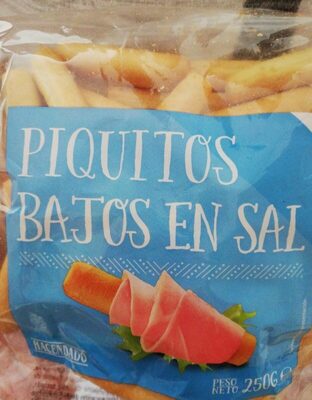 PIQUITOS
BAJOS EN SAL
HACENDADO
PESO
NETO 250G e